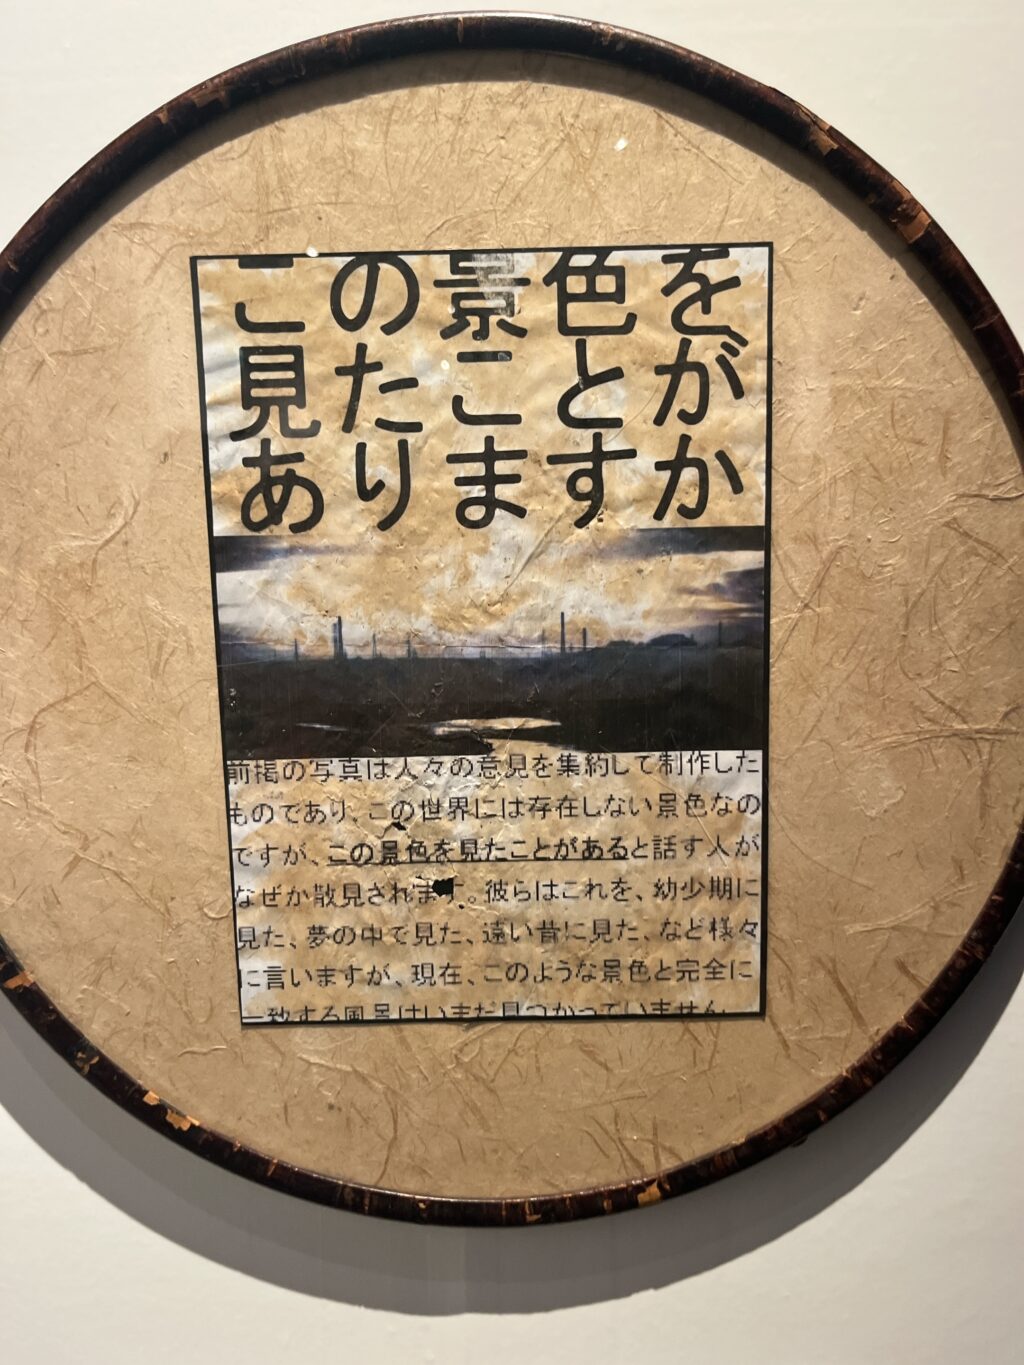 この景色を
見たことが
ありますか
前掲の写真は人々の意見を集約して制作した
ものであり、この世界には存在しない景色なの
ですが、この景色を見たことがあると話す人が
なぜか散見されます。彼らはこれを、幼少期に
見た、夢の中で見た、遠い昔に見た、など様々
に言いますが、現在、このような景色と完全に
一致する風景はいまだ見つかっていません。